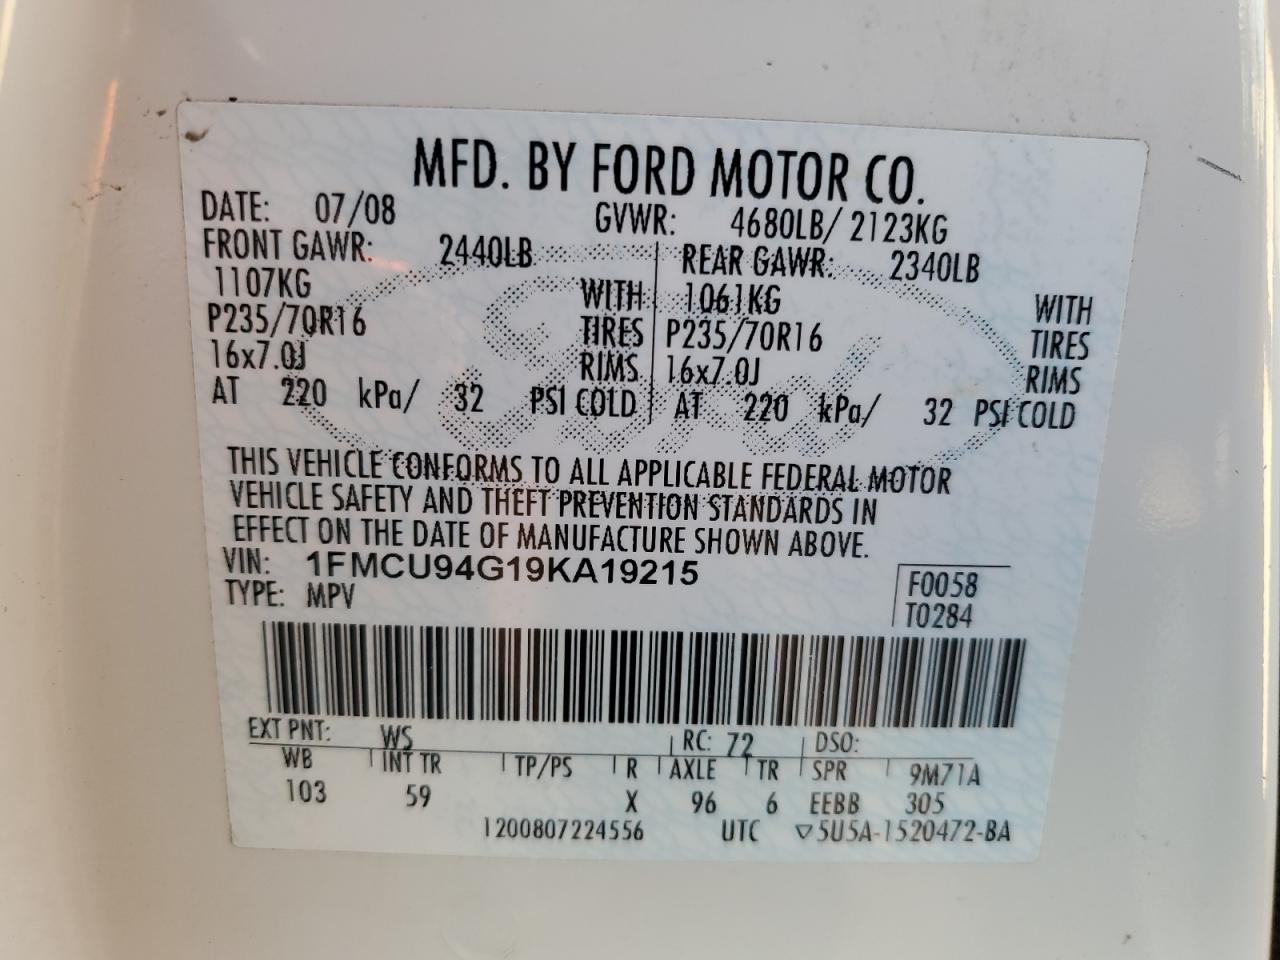 MFD. BY FORD MOTOR CO.
DATE: 07/08 GVWR: 4680LB/ 2123KG
FRONT GAWR: 2440LB REAR GAWR: 2340LB
1107KG WITH 1061KG WITH
P235/70R16 TIRES P235/70R16 TIRES
16x7.0J RIMS 16x7.0J RIMS
AT 220 kPa/ 32 PSI COLD AT 220 kPa/ 32 PSI COLD
THIS VEHICLE CONFORMS TO ALL APPLICABLE FEDERAL MOTOR
VEHICLE SAFETY AND THEFT PREVENTION STANDARDS IN
EFFECT ON THE DATE OF MANUFACTURE SHOWN ABOVE.
VIN: 1FMCU94G19KA19215
TYPE: MPV
F0058
T0284
EXT PNT: WS RC: 72 DSO:
WB INT TR TP/PS R AXLE TR SPR 9M71A
103 59 X 96 6 EEBB 305
1200807224556 UTC ▽5U5A-1520472-BA
Ford